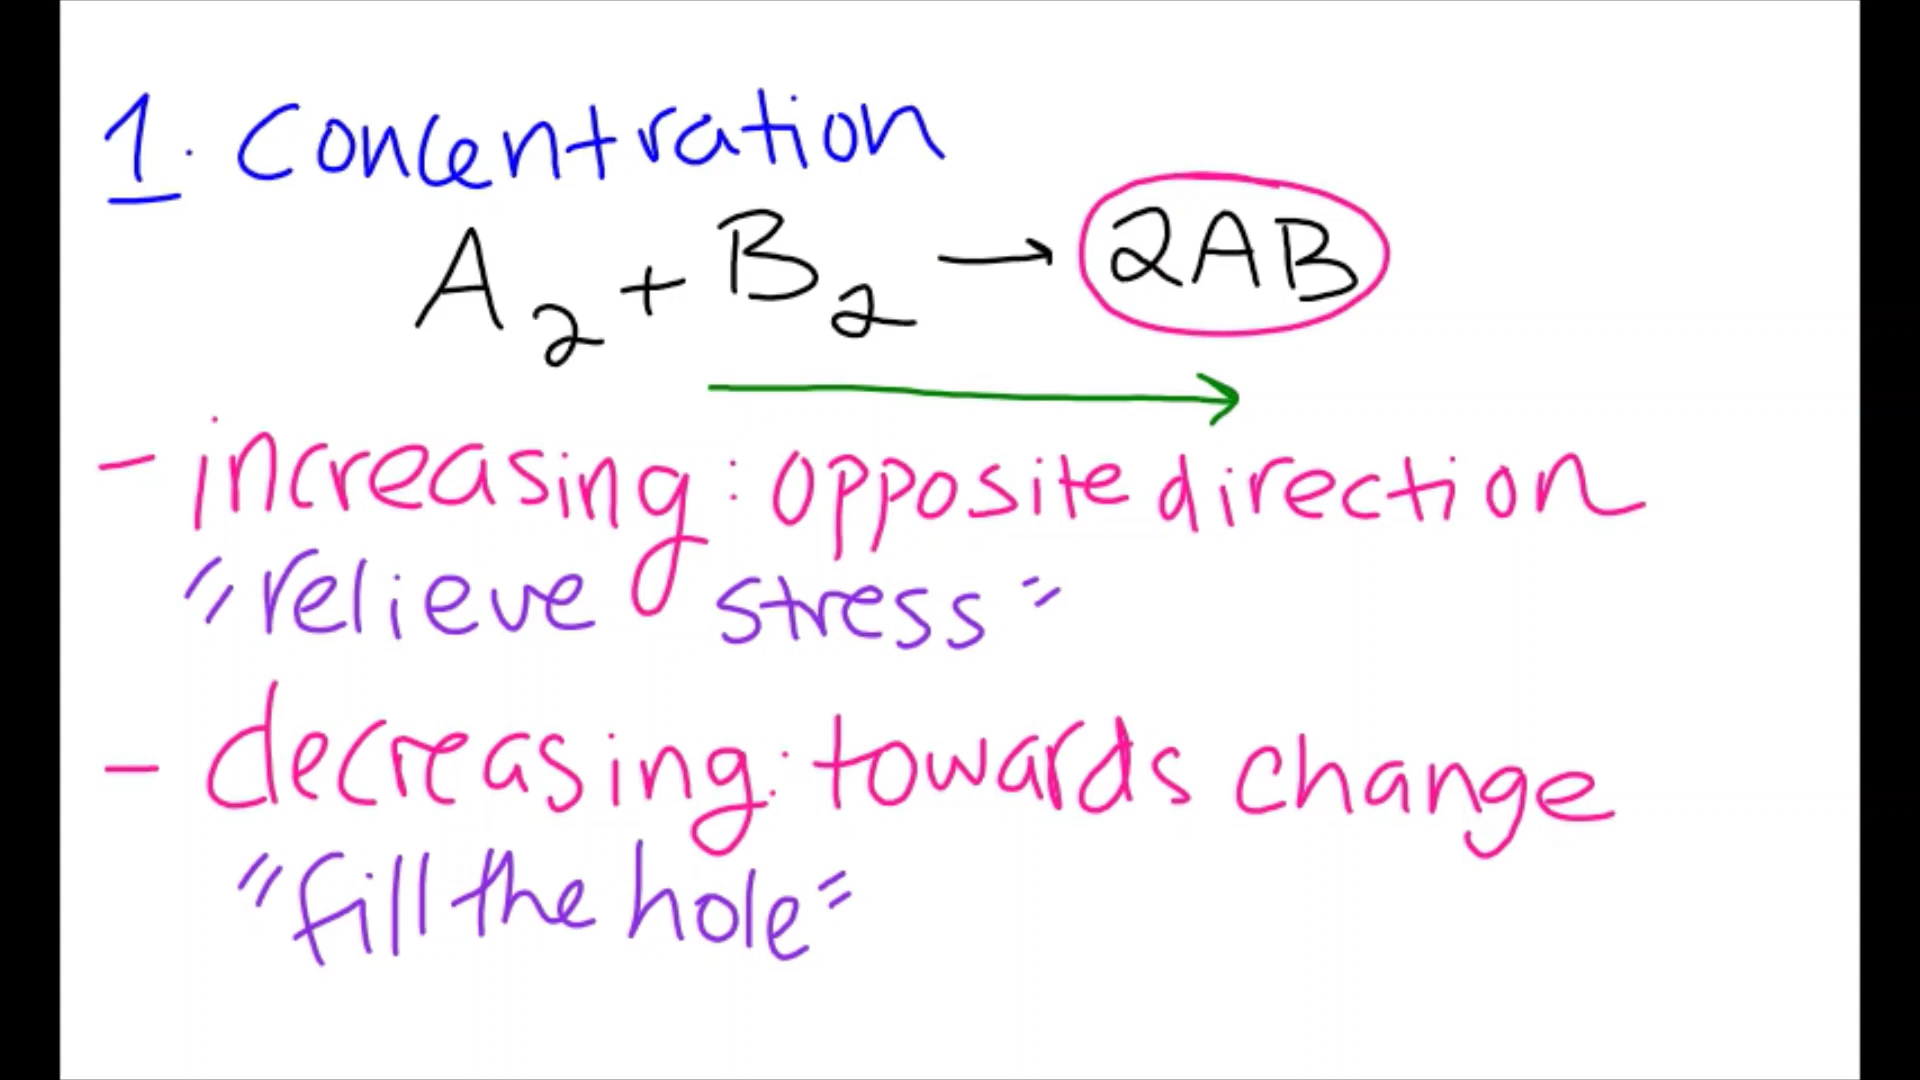 1. Concentration
A₂ + B₂ → 2AB
- increasing: opposite direction
"relieve stress"
- decreasing: towards change
"fill the hole"